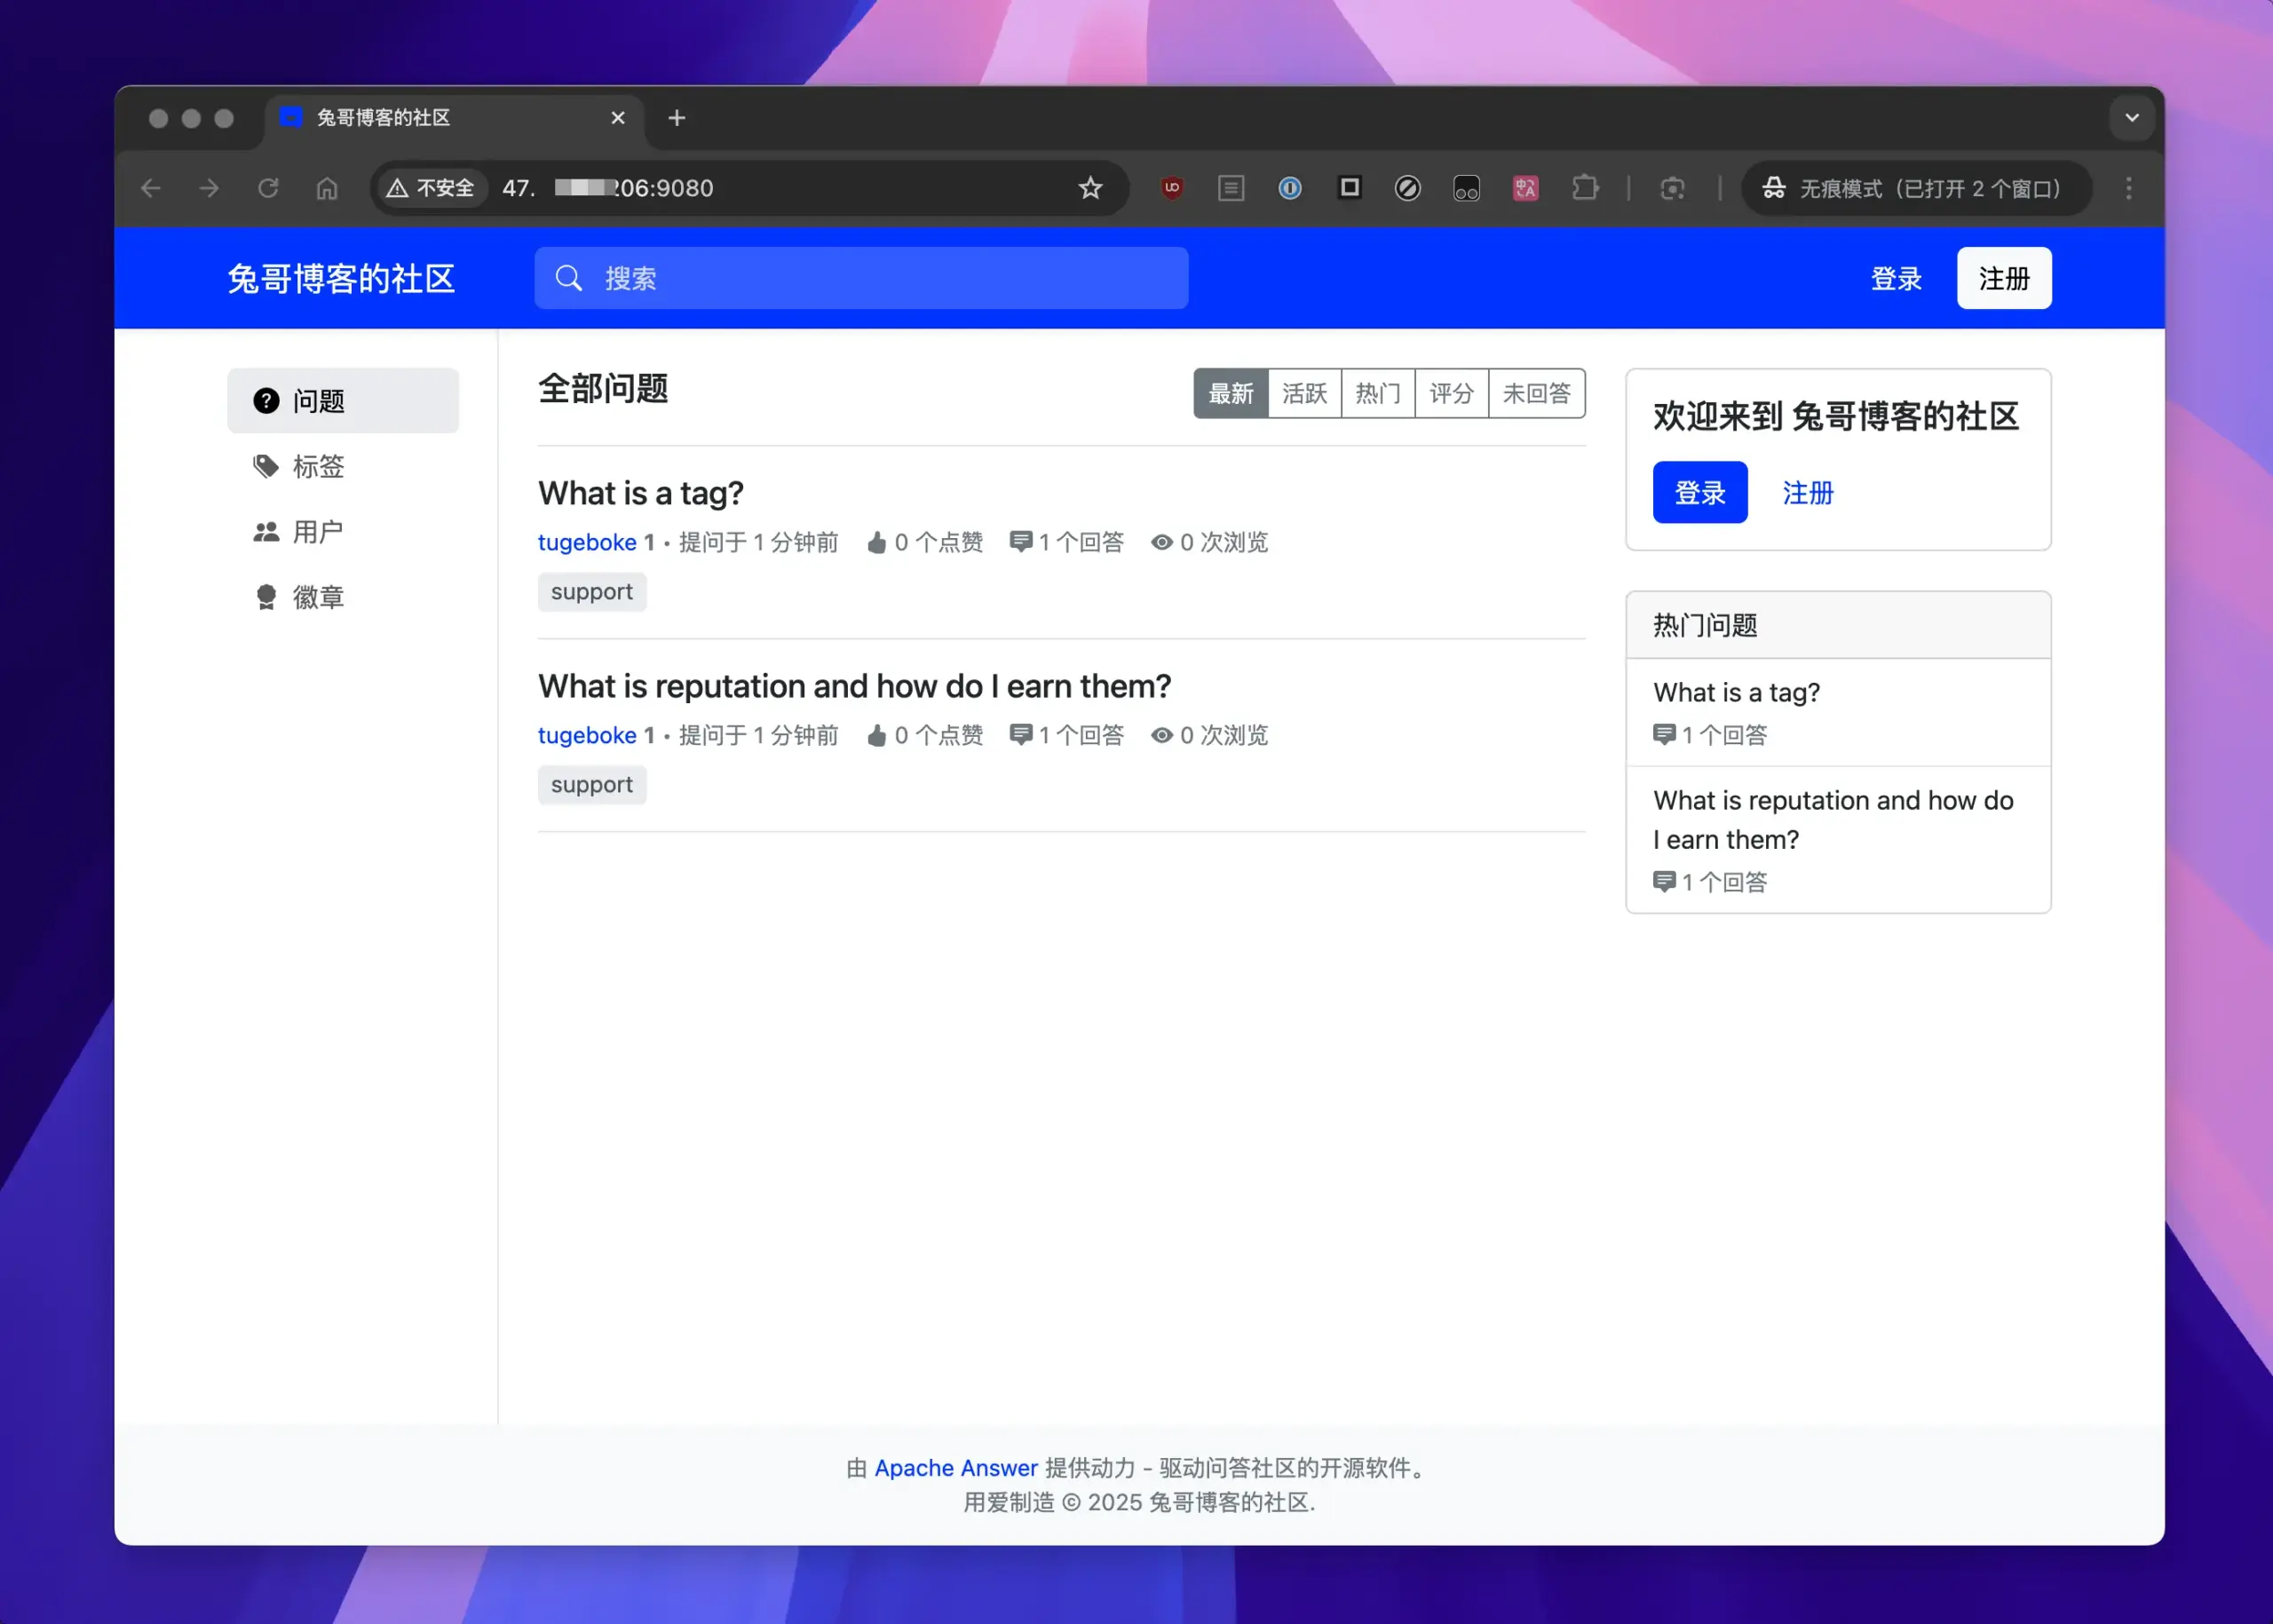 兔哥博客的社区
不安全 47. 206:9080
无痕模式（已打开 2 个窗口）
兔哥博客的社区
搜索
登录
注册
问题
标签
用户
徽章
全部问题
最新 活跃 热门 评分 未回答
What is a tag?
tugeboke 1 • 提问于 1 分钟前 0 个点赞 1 个回答 0 次浏览
support
What is reputation and how do I earn them?
tugeboke 1 • 提问于 1 分钟前 0 个点赞 1 个回答 0 次浏览
support
欢迎来到 兔哥博客的社区
登录 注册
热门问题
What is a tag?
1 个回答
What is reputation and how do
I earn them?
1 个回答
由 Apache Answer 提供动力 - 驱动问答社区的开源软件。
用爱制造 © 2025 兔哥博客的社区.